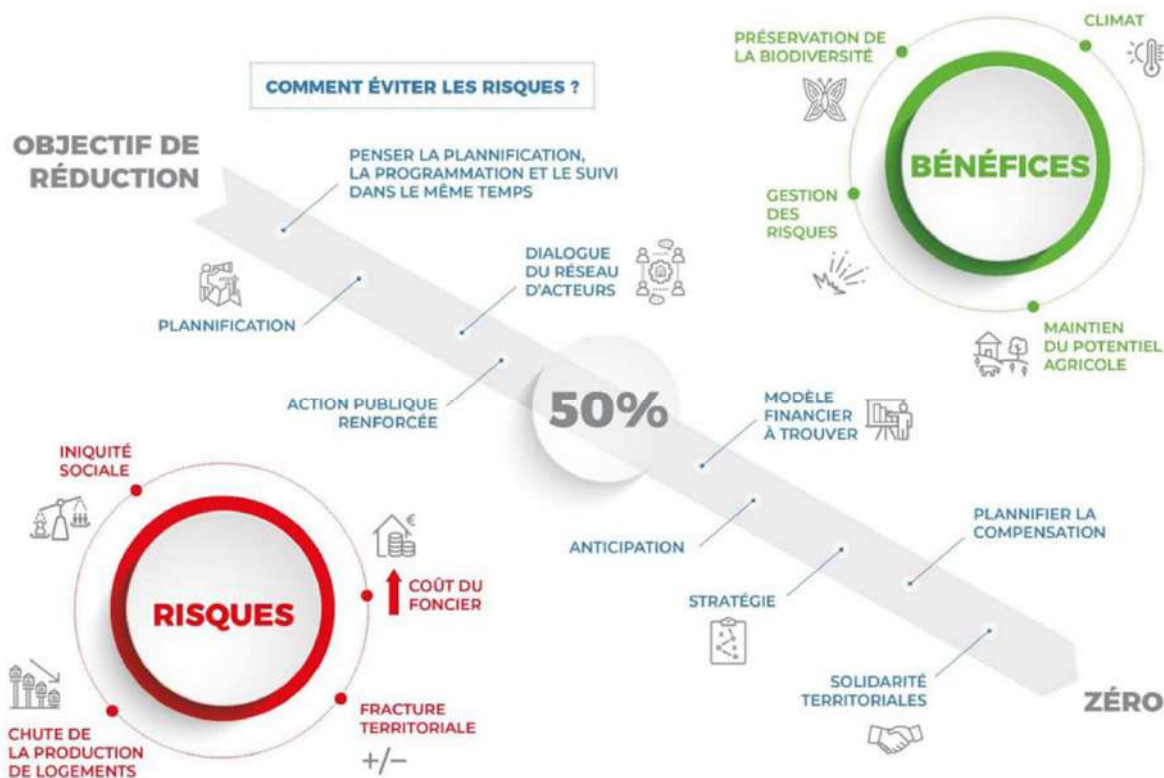 COMMENT ÉVITER LES RISQUES ?
OBJECTIF DE
RÉDUCTION
PENSER LA PLANNIFICATION,
LA PROGRAMMATION ET LE SUIVI
DANS LE MÊME TEMPS
PLANNIFICATION
DIALOGUE
DU RÉSEAU
D'ACTEURS
ACTION PUBLIQUE
RENFORCÉE
50%
MODÈLE
FINANCIER
À TROUVER
ANTICIPATION
STRATÉGIE
PLANNIFIER LA
COMPENSATION
SOLIDARITÉ
TERRITORIALES
ZÉRO
BÉNÉFICES
PRÉSERVATION DE
LA BIODIVERSITÉ
CLIMAT
GESTION
DES
RISQUES
MAINTIEN
DU POTENTIEL
AGRICOLE
RISQUES
INIQUITÉ
SOCIALE
€
COÛT DU
FONCIER
FRACTURE
TERRITORIALE
+/−
CHUTE DE
LA PRODUCTION
DE LOGEMENTS